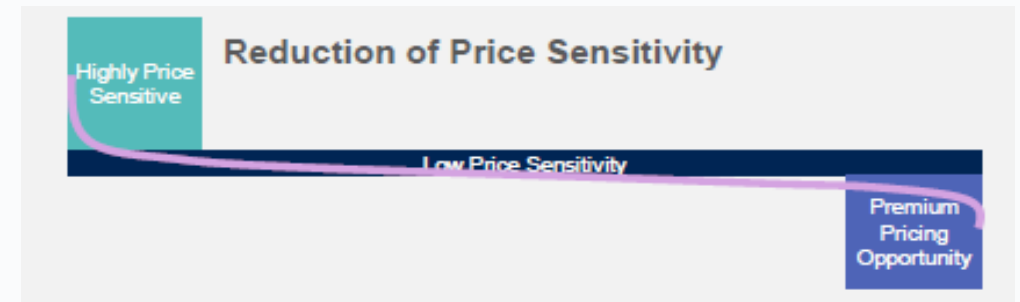 Reduction of Price Sensitivity
Highly Price
Sensitive
Low Price Sensitivity
Premium
Pricing
Opportunity